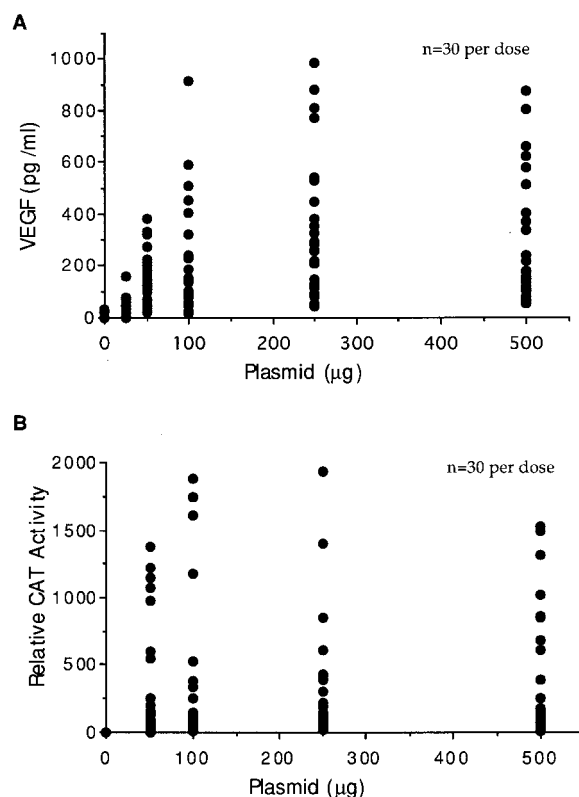 A
n=30 per dose
1000
800
600
400
200
0
VEGF (pg/ml)
0 100 200 300 400 500
Plasmid (μg)
B
n=30 per dose
2000
1500
1000
500
0
Relative CAT Activity
0 100 200 300 400 500
Plasmid (μg)